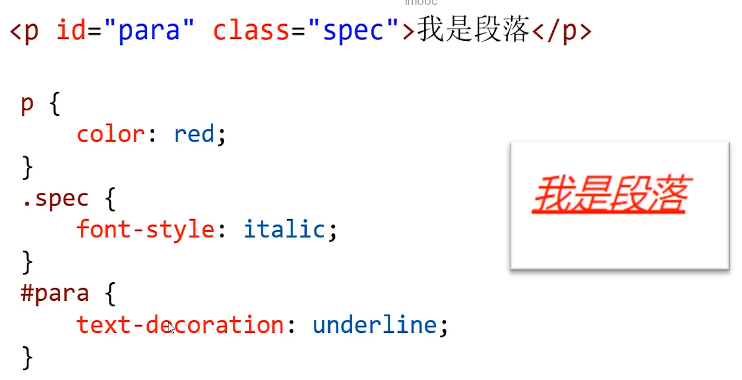 imooc
<p id="para" class="spec">我是段落</p>
p {
    color: red;
}
.spec {
    font-style: italic;
}
#para {
    text-decoration: underline;
}
我是段落